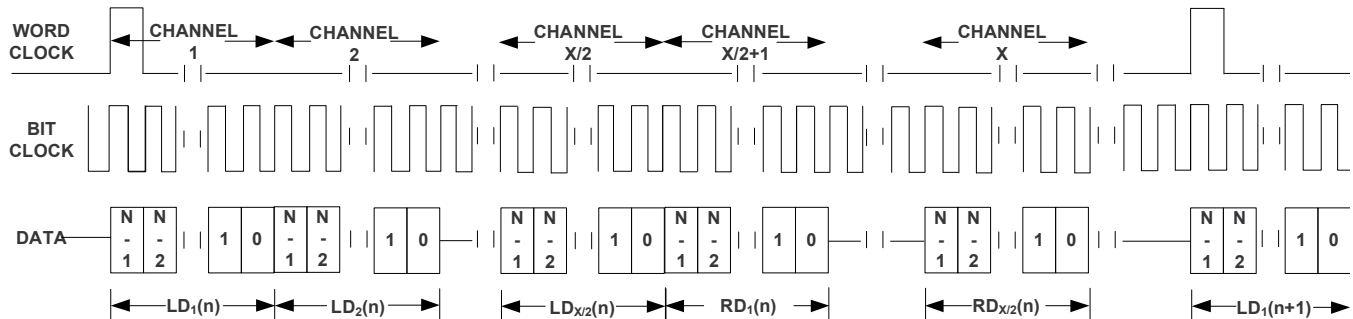 WORD
CLOCK
CHANNEL
1
CHANNEL
2
CHANNEL
X/2
CHANNEL
X/2+1
CHANNEL
X
BIT
CLOCK
DATA
N
-
1
N
-
2
1 0
N
-
1
N
-
2
1 0
N
-
1
N
-
2
1 0
N
-
1
N
-
2
1 0
N
-
1
N
-
2
1 0
N
-
1
N
-
2
1 0
LD₁(n)
LD₂(n)
LDX/2(n)
RD₁(n)
RDX/2(n)
LD₁(n+1)